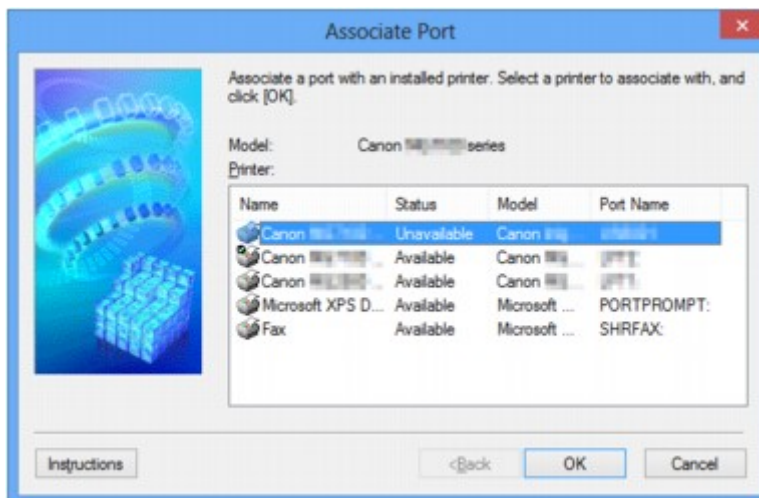 Associate Port
Associate a port with an installed printer. Select a printer to associate with, and
click [OK].
Model: Canon series
Printer:
Name Status Model Port Name
Canon ... Unavailable Canon
Canon ... Available Canon ...
Canon ... Available Canon ...
Microsoft XPS D... Available Microsoft ... PORTPROMPT:
Fax Available Microsoft ... SHRFAX:
Instructions <Back OK Cancel